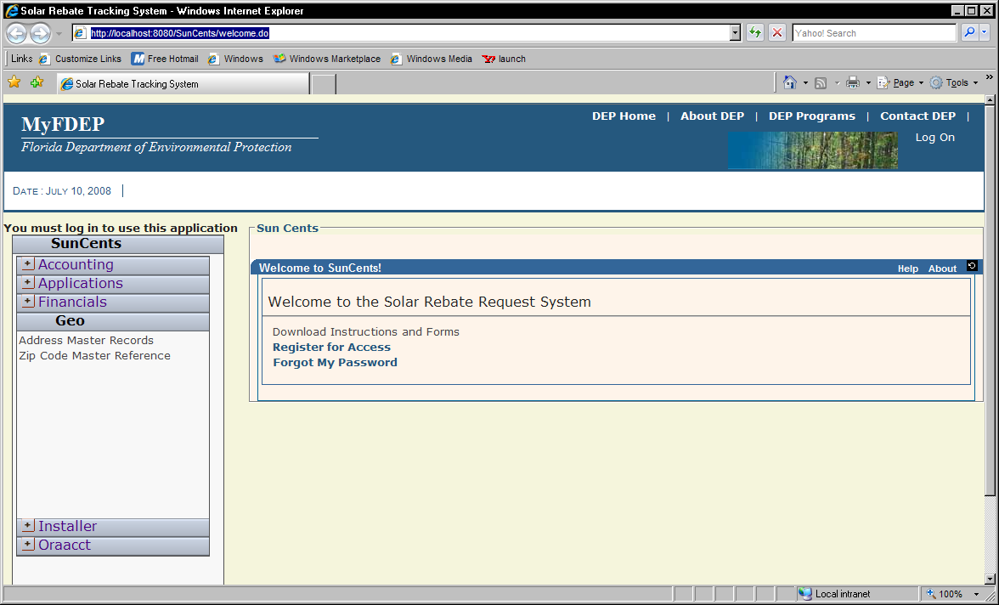 Solar Rebate Tracking System - Windows Internet Explorer
http://localhost:8080/SunCents/welcome.do
Yahoo! Search
Links Customize Links Free Hotmail Windows Windows Marketplace Windows Media launch
Solar Rebate Tracking System
Page Tools
MyFDEP
Florida Department of Environmental Protection
DEP Home | About DEP | DEP Programs | Contact DEP |
Log On
DATE : JULY 10, 2008
You must log in to use this application
SunCents
+ Accounting
+ Applications
+ Financials
Geo
Address Master Records
Zip Code Master Reference
+ Installer
+ Oraacct
Sun Cents
Welcome to SunCents!
Help About
Welcome to the Solar Rebate Request System
Download Instructions and Forms
Register for Access
Forgot My Password
Local intranet
100%